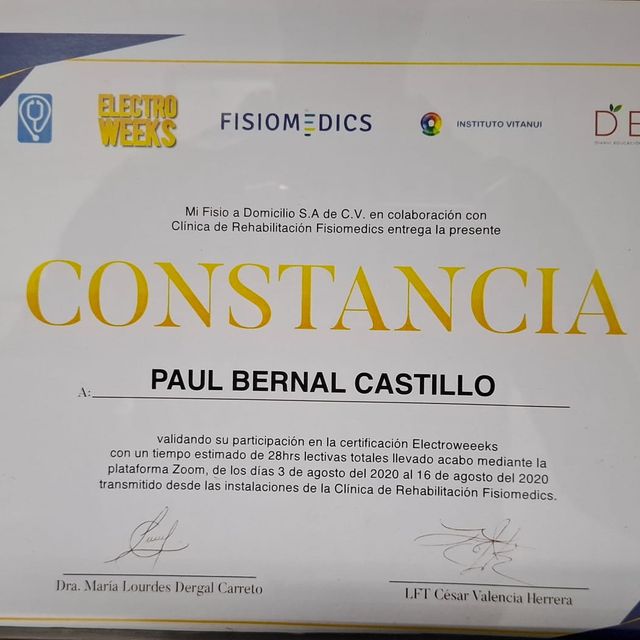 ELECTRO
WEEKS
FISIOMEDICS
INSTITUTO VITANUI
Mi Fisio a Domicilio S.A de C.V. en colaboración con
Clínica de Rehabilitación Fisiomedics entrega la presente
CONSTANCIA
A: PAUL BERNAL CASTILLO
validando su participación en la certificación Electroweeeks
con un tiempo estimado de 28hrs lectivas totales llevado acabo mediante la
plataforma Zoom, de los días 3 de agosto del 2020 al 16 de agosto del 2020
transmitido desde las instalaciones de la Clínica de Rehabilitación Fisiomedics.
Dra. María Lourdes Dergal Carreto
LFT César Valencia Herrera